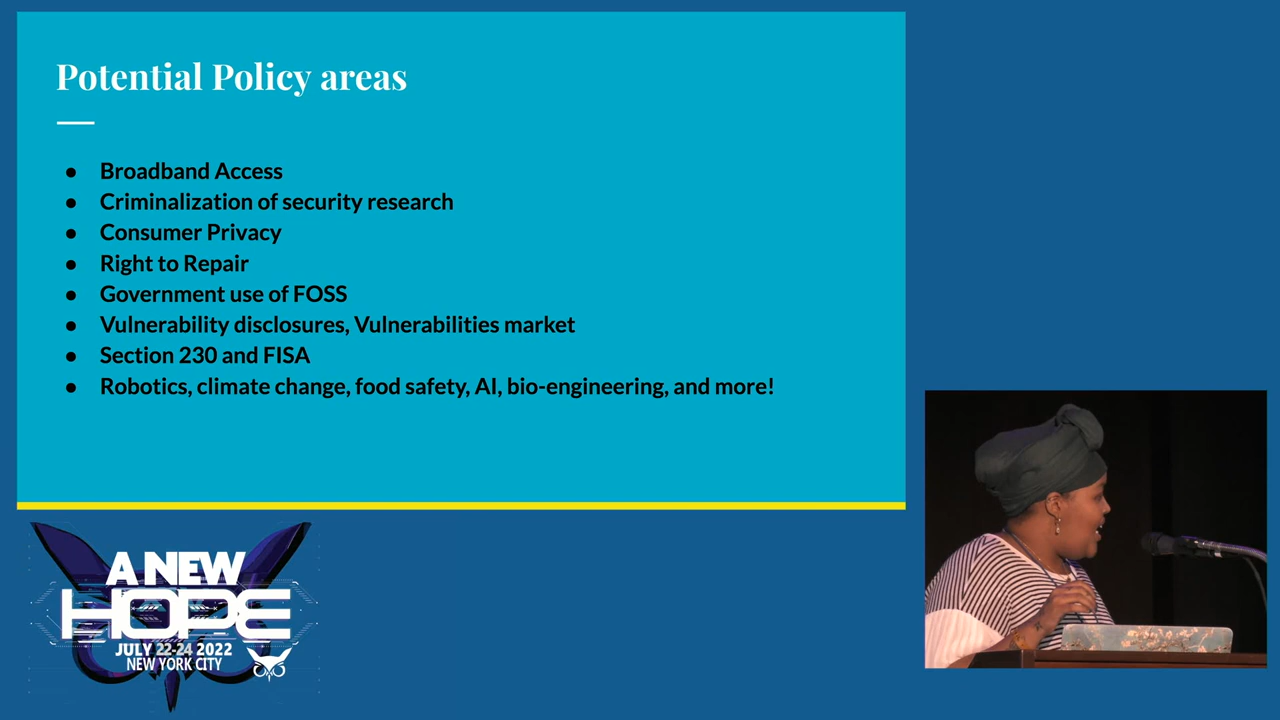 Potential Policy areas
● Broadband Access
● Criminalization of security research
● Consumer Privacy
● Right to Repair
● Government use of FOSS
● Vulnerability disclosures, Vulnerabilities market
● Section 230 and FISA
● Robotics, climate change, food safety, AI, bio-engineering, and more!
A NEW
HOPE
JULY 22-24 2022
NEW YORK CITY